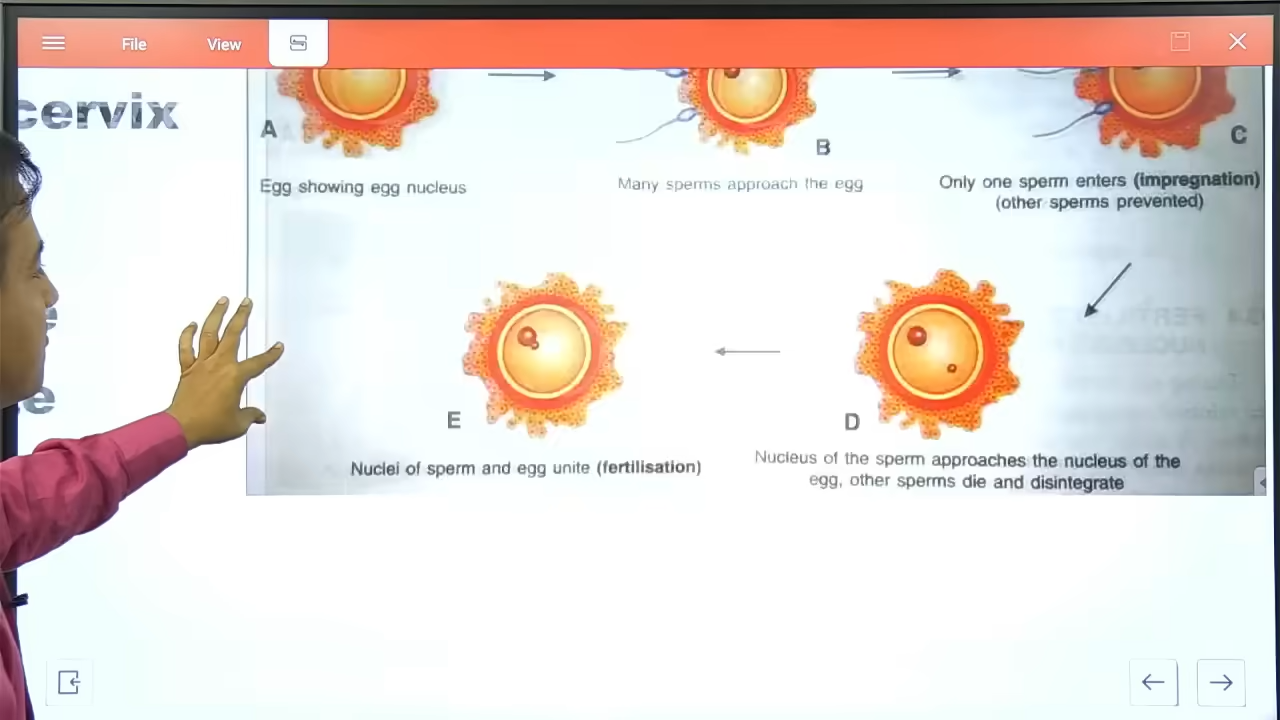 File View
cervix
A
B
C
Egg showing egg nucleus
Many sperms approach the egg
Only one sperm enters (impregnation)
(other sperms prevented)
E
D
Nuclei of sperm and egg unite (fertilisation)
Nucleus of the sperm approaches the nucleus of the
egg, other sperms die and disintegrate